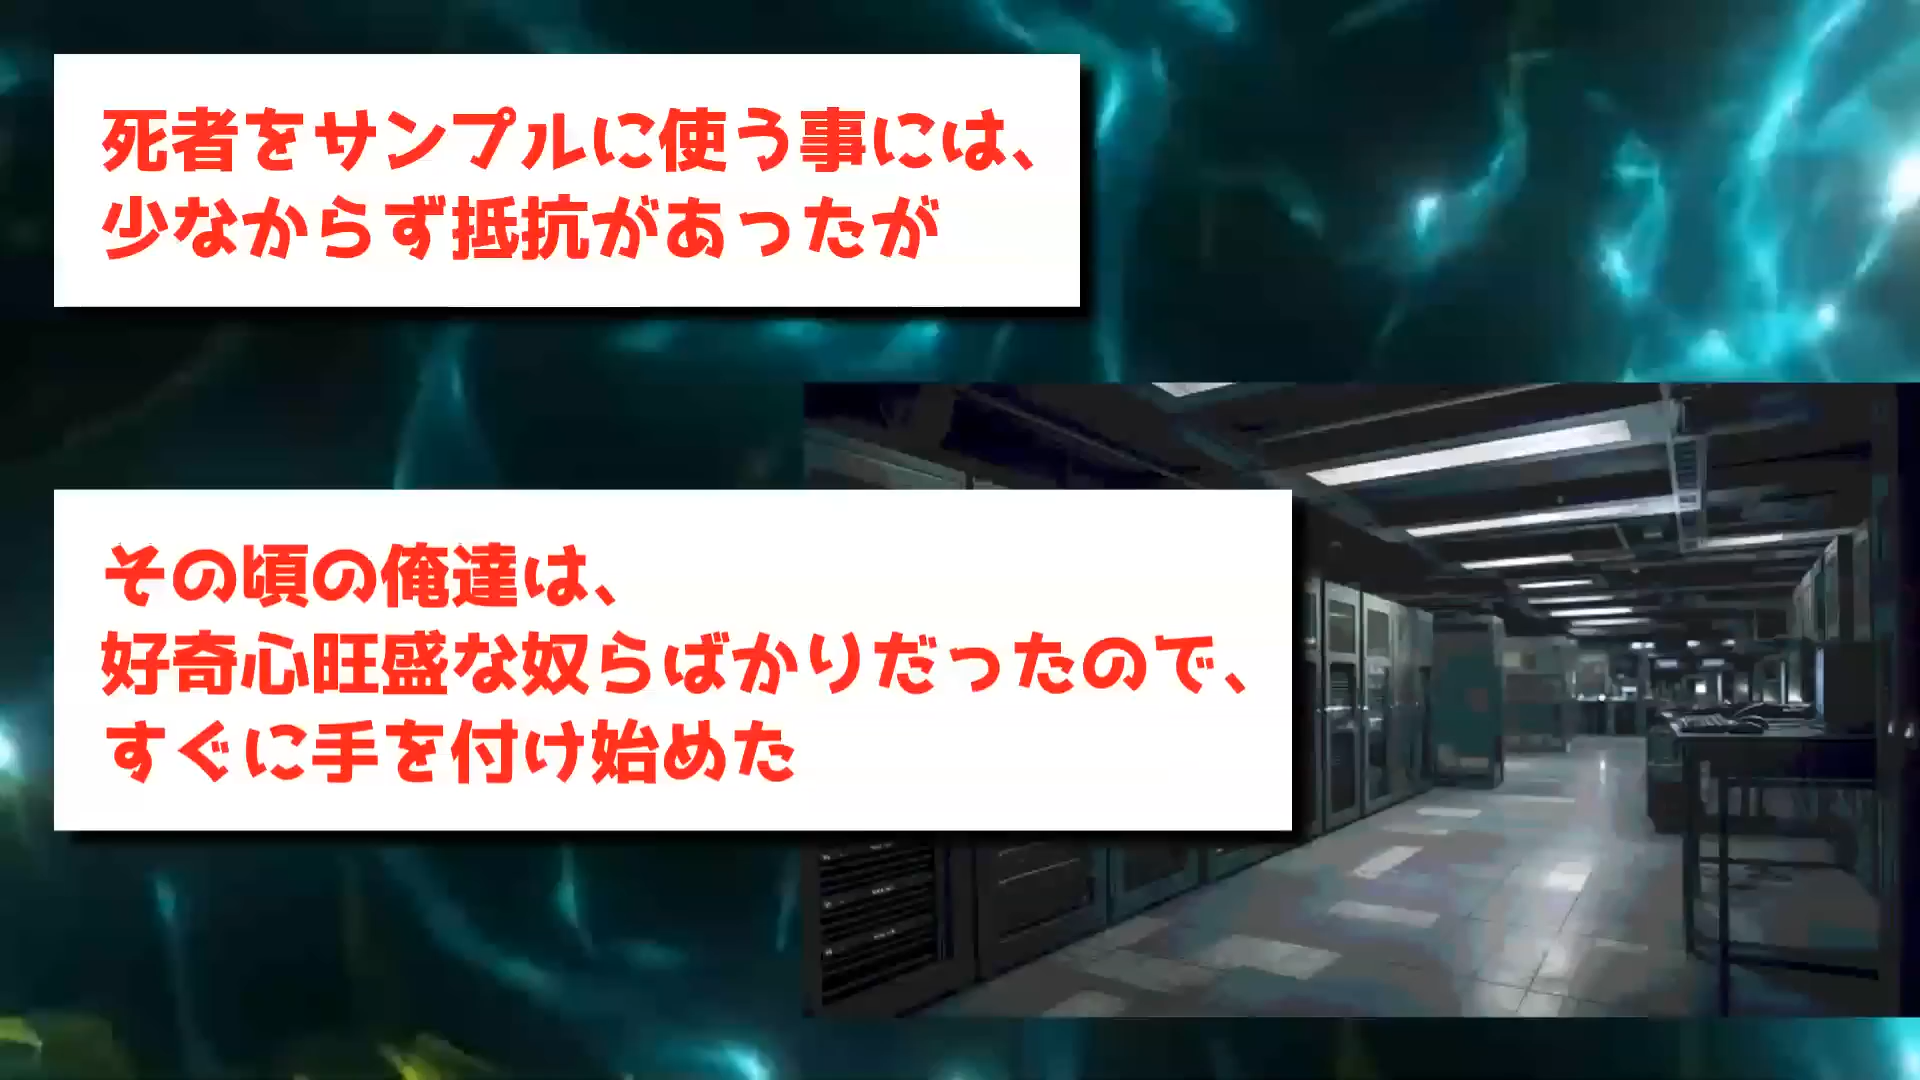 死者をサンプルに使う事には、
少なからず抵抗があったが
その頃の俺達は、
好奇心旺盛な奴らばかりだったので、
すぐに手を付け始めた